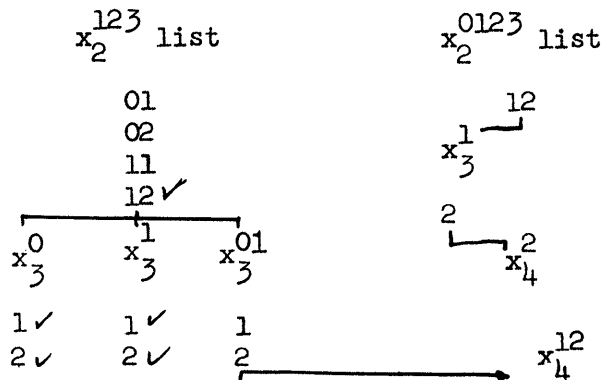 x_2^{123} list
01
02
11
12 ✓
x_3^0 x_3^1 x_3^{01}
1 ✓ 1 ✓ 1
2 ✓ 2 ✓ 2
x_2^{0123} list
12
x_3^1
2
x_4^2
x_4^{12}